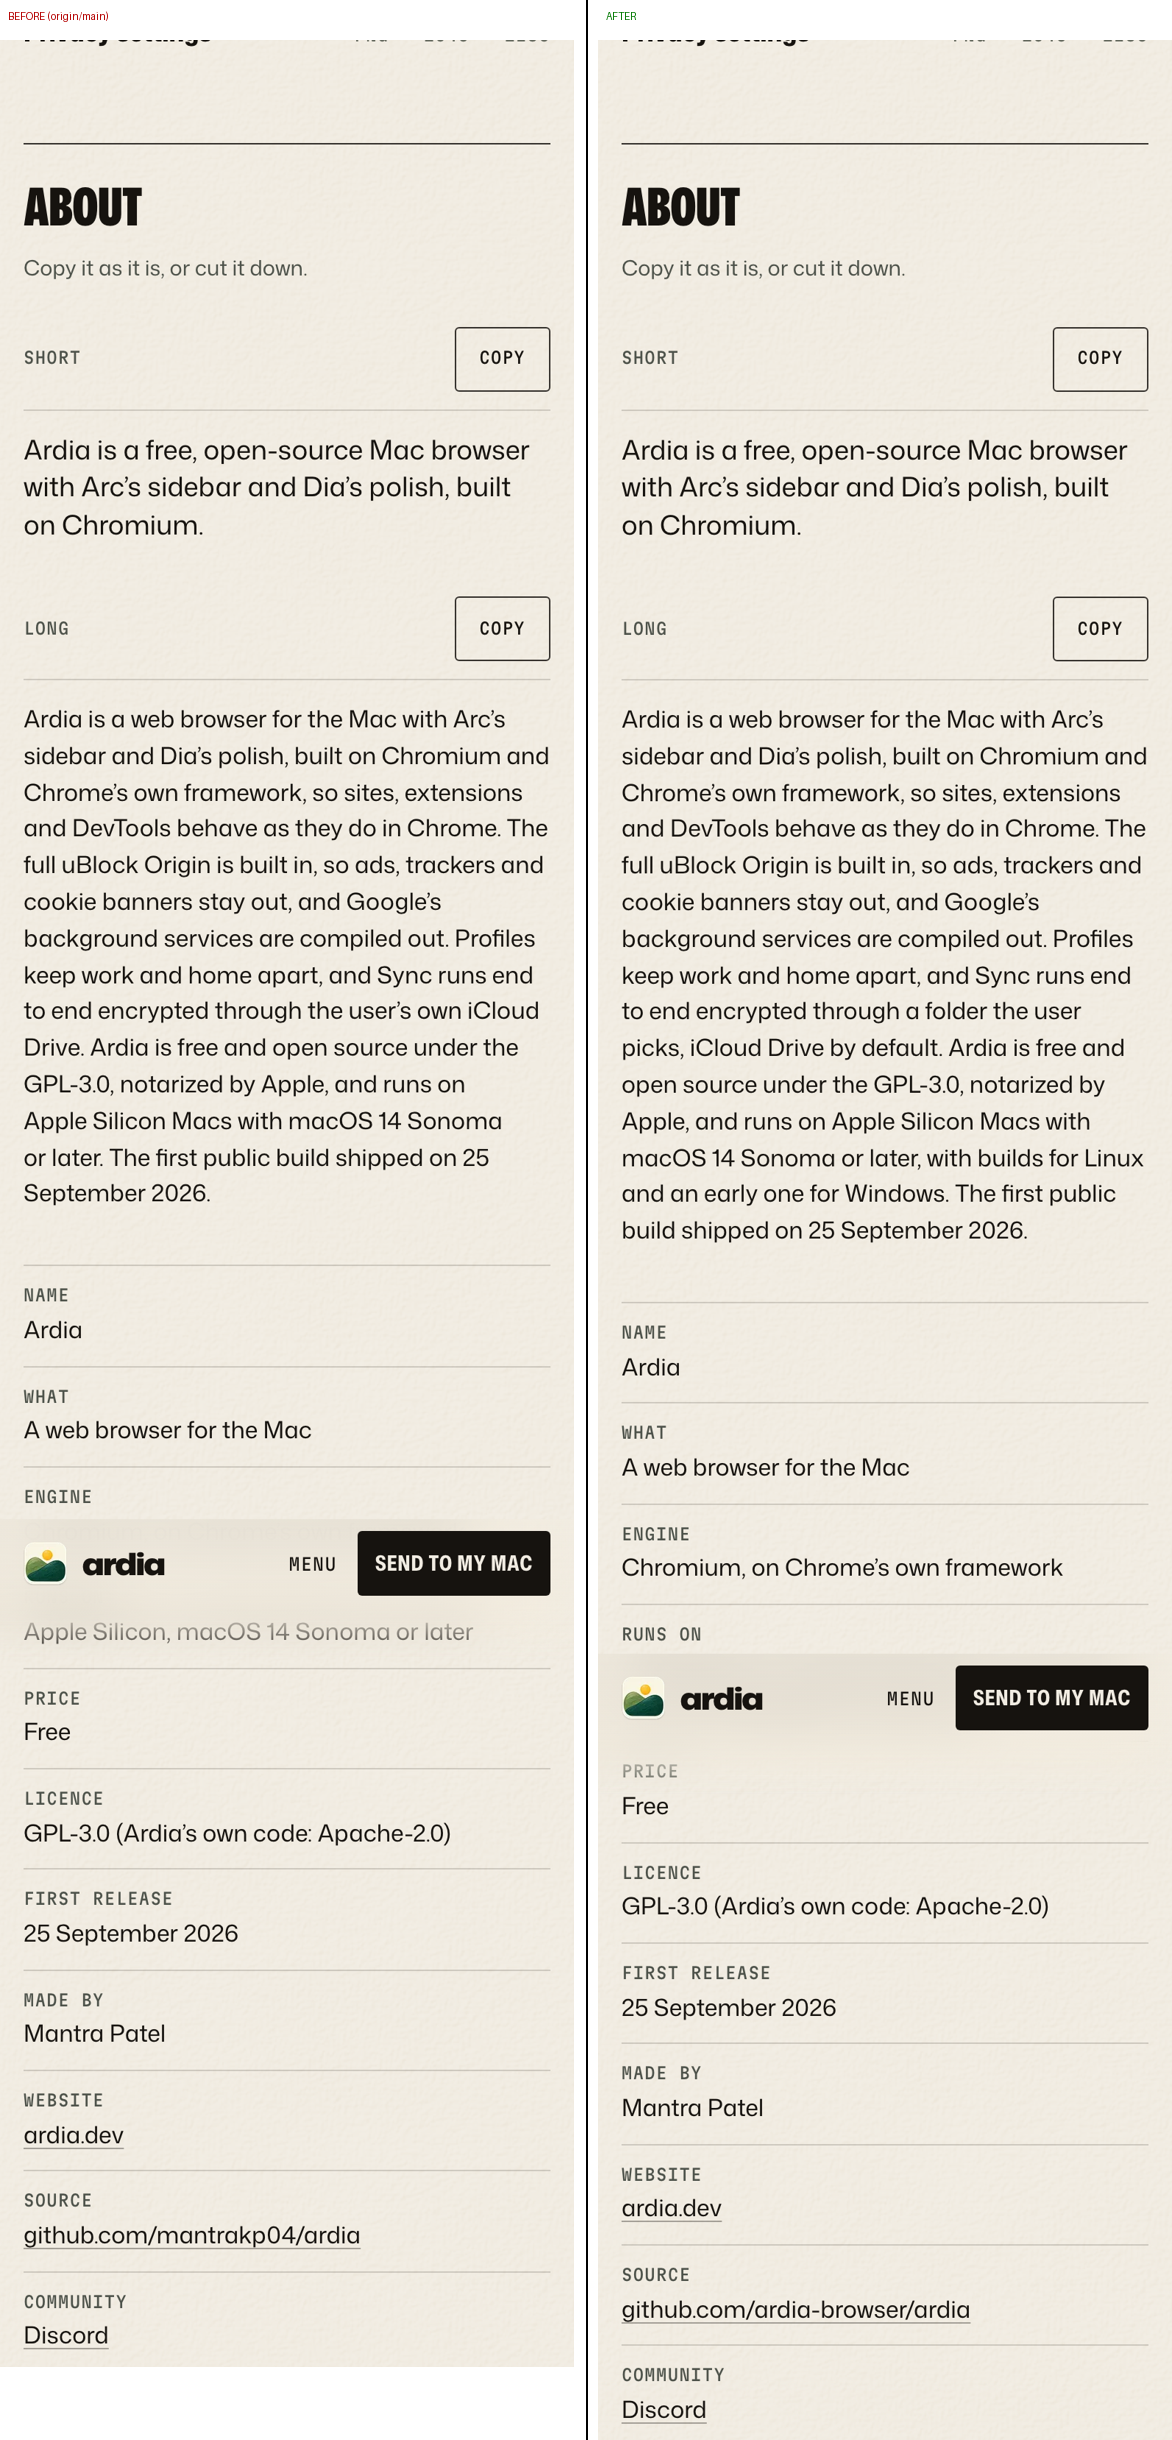 BEFORE (origin/main)
Privacy settings
ABOUT
Copy it as it is, or cut it down.
SHORT
COPY
Ardia is a free, open-source Mac browser
with Arc’s sidebar and Dia’s polish, built
on Chromium.
LONG
COPY
Ardia is a web browser for the Mac with Arc’s
sidebar and Dia’s polish, built on Chromium and
Chrome’s own framework, so sites, extensions
and DevTools behave as they do in Chrome. The
full uBlock Origin is built in, so ads, trackers and
cookie banners stay out, and Google’s
background services are compiled out. Profiles
keep work and home apart, and Sync runs end
to end encrypted through the user’s own iCloud
Drive. Ardia is free and open source under the
GPL-3.0, notarized by Apple, and runs on
Apple Silicon Macs with macOS 14 Sonoma
or later. The first public build shipped on 25
September 2026.
NAME
Ardia
WHAT
A web browser for the Mac
ENGINE
ardia
MENU
SEND TO MY MAC
Apple Silicon, macOS 14 Sonoma or later
PRICE
Free
LICENCE
GPL-3.0 (Ardia’s own code: Apache-2.0)
FIRST RELEASE
25 September 2026
MADE BY
Mantra Patel
WEBSITE
ardia.dev
SOURCE
github.com/mantrakp04/ardia
COMMUNITY
Discord
AFTER
Privacy settings
ABOUT
Copy it as it is, or cut it down.
SHORT
COPY
Ardia is a free, open-source Mac browser
with Arc’s sidebar and Dia’s polish, built
on Chromium.
LONG
COPY
Ardia is a web browser for the Mac with Arc’s
sidebar and Dia’s polish, built on Chromium and
Chrome’s own framework, so sites, extensions
and DevTools behave as they do in Chrome. The
full uBlock Origin is built in, so ads, trackers and
cookie banners stay out, and Google’s
background services are compiled out. Profiles
keep work and home apart, and Sync runs end
to end encrypted through a folder the user
picks, iCloud Drive by default. Ardia is free and
open source under the GPL-3.0, notarized by
Apple, and runs on Apple Silicon Macs with
macOS 14 Sonoma or later, with builds for Linux
and an early one for Windows. The first public
build shipped on 25 September 2026.
NAME
Ardia
WHAT
A web browser for the Mac
ENGINE
Chromium, on Chrome’s own framework
RUNS ON
ardia
MENU
SEND TO MY MAC
PRICE
Free
LICENCE
GPL-3.0 (Ardia’s own code: Apache-2.0)
FIRST RELEASE
25 September 2026
MADE BY
Mantra Patel
WEBSITE
ardia.dev
SOURCE
github.com/ardia-browser/ardia
COMMUNITY
Discord